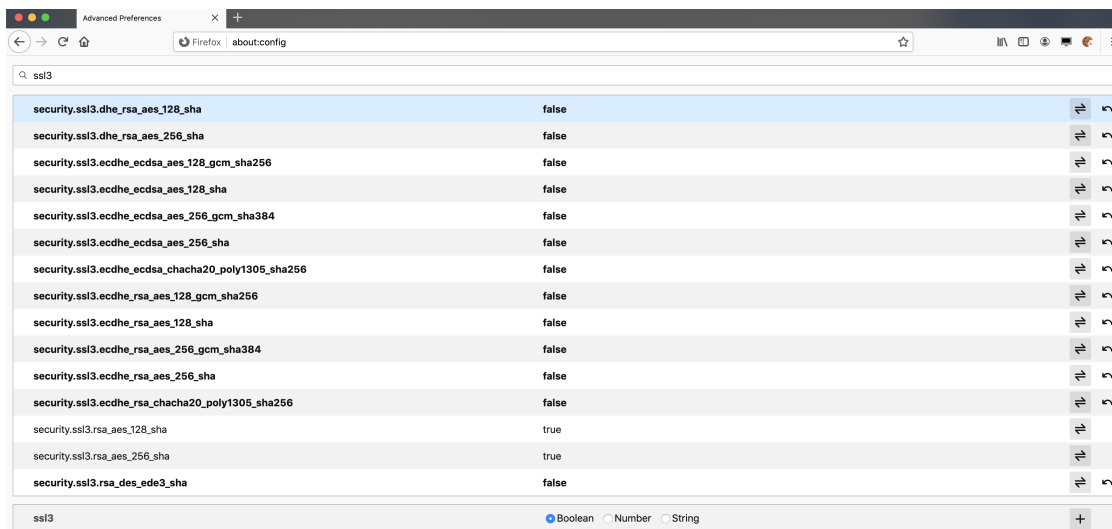 Advanced Preferences
Firefox about:config
ssl3
security.ssl3.dhe_rsa_aes_128_sha false
security.ssl3.dhe_rsa_aes_256_sha false
security.ssl3.ecdhe_ecdsa_aes_128_gcm_sha256 false
security.ssl3.ecdhe_ecdsa_aes_128_sha false
security.ssl3.ecdhe_ecdsa_aes_256_gcm_sha384 false
security.ssl3.ecdhe_ecdsa_aes_256_sha false
security.ssl3.ecdhe_ecdsa_chacha20_poly1305_sha256 false
security.ssl3.ecdhe_rsa_aes_128_gcm_sha256 false
security.ssl3.ecdhe_rsa_aes_128_sha false
security.ssl3.ecdhe_rsa_aes_256_gcm_sha384 false
security.ssl3.ecdhe_rsa_aes_256_sha false
security.ssl3.ecdhe_rsa_chacha20_poly1305_sha256 false
security.ssl3.rsa_aes_128_sha true
security.ssl3.rsa_aes_256_sha true
security.ssl3.rsa_des_ede3_sha false
ssl3 Boolean Number String